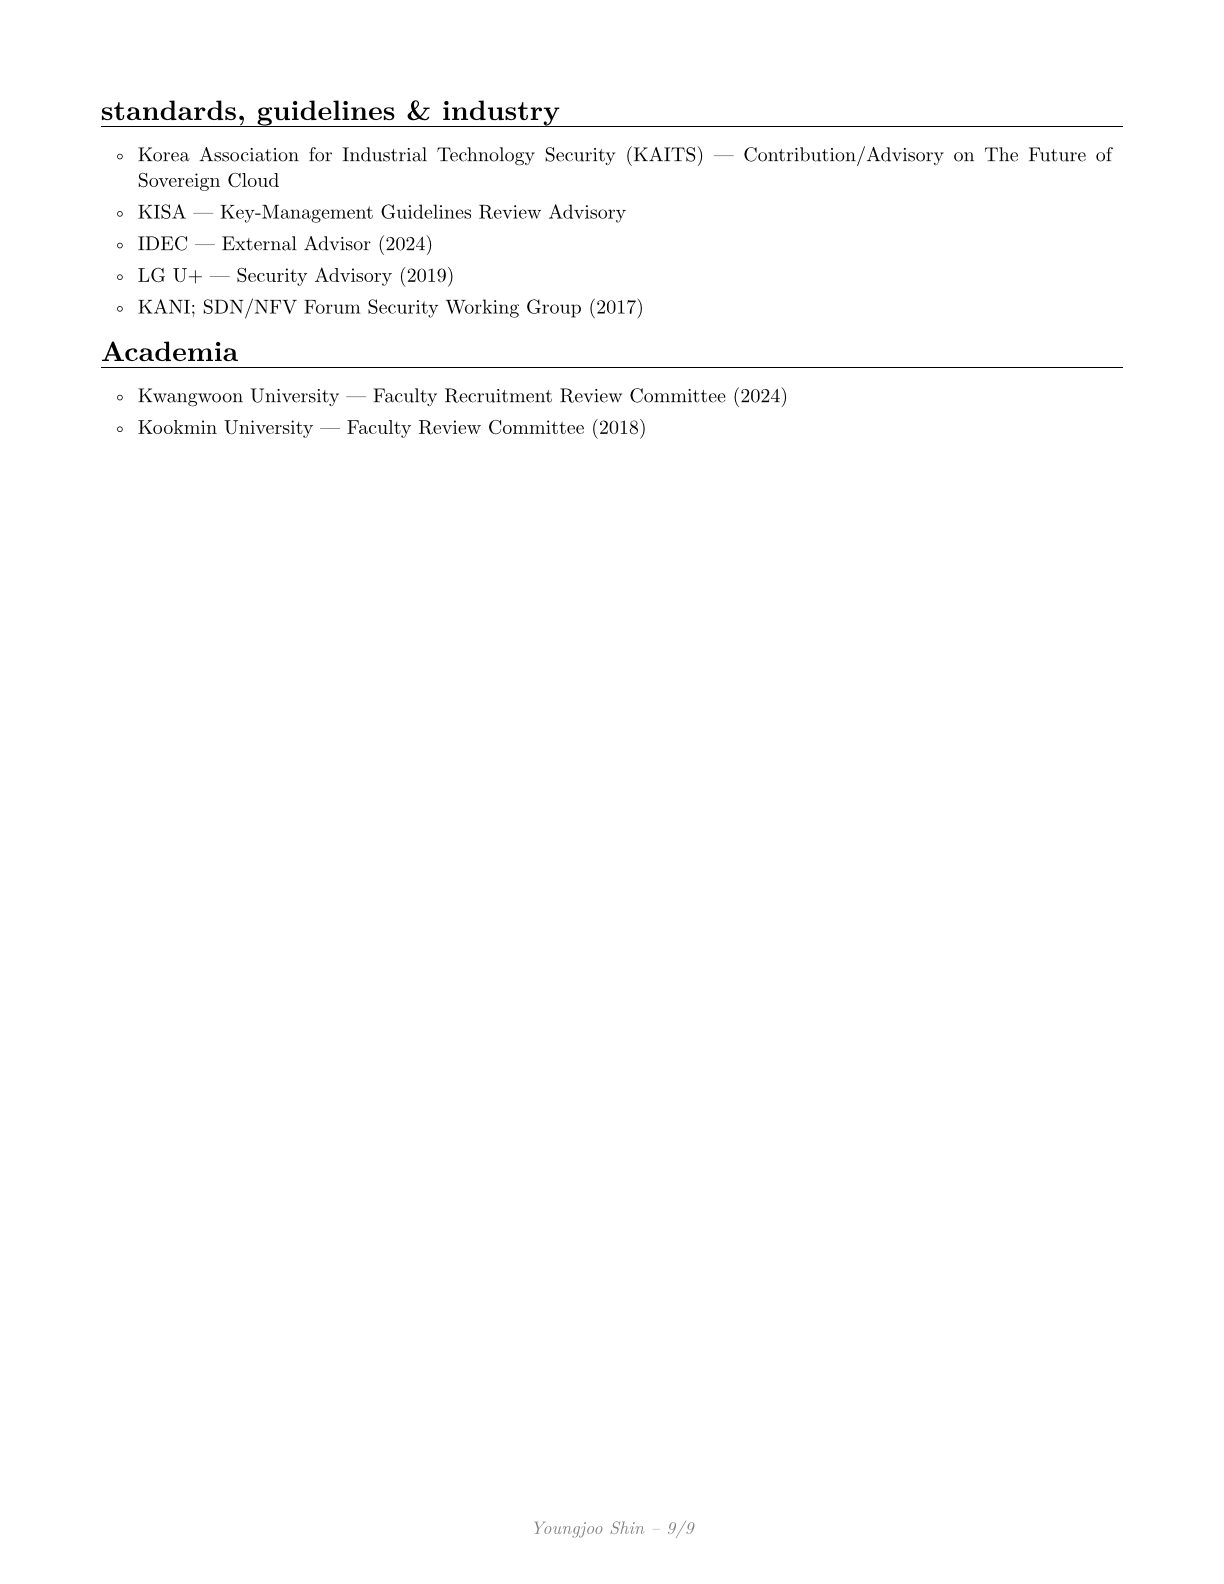 standards, guidelines & industry
◦ Korea Association for Industrial Technology Security (KAITS) — Contribution/Advisory on The Future of
Sovereign Cloud
◦ KISA — Key-Management Guidelines Review Advisory
◦ IDEC — External Advisor (2024)
◦ LG U+ — Security Advisory (2019)
◦ KANI; SDN/NFV Forum Security Working Group (2017)
Academia
◦ Kwangwoon University — Faculty Recruitment Review Committee (2024)
◦ Kookmin University — Faculty Review Committee (2018)
Youngjoo Shin – 9/9